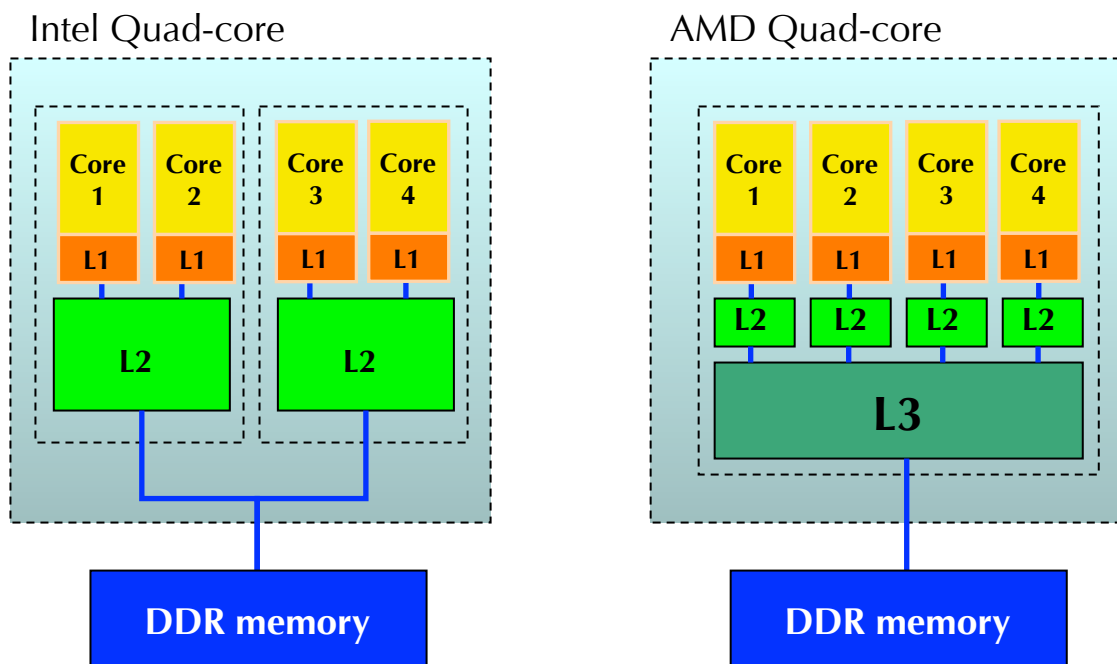 Intel Quad-core
Core
1
Core
2
Core
3
Core
4
L1
L1
L1
L1
L2
L2
DDR memory
AMD Quad-core
Core
1
Core
2
Core
3
Core
4
L1
L1
L1
L1
L2
L2
L2
L2
L3
DDR memory